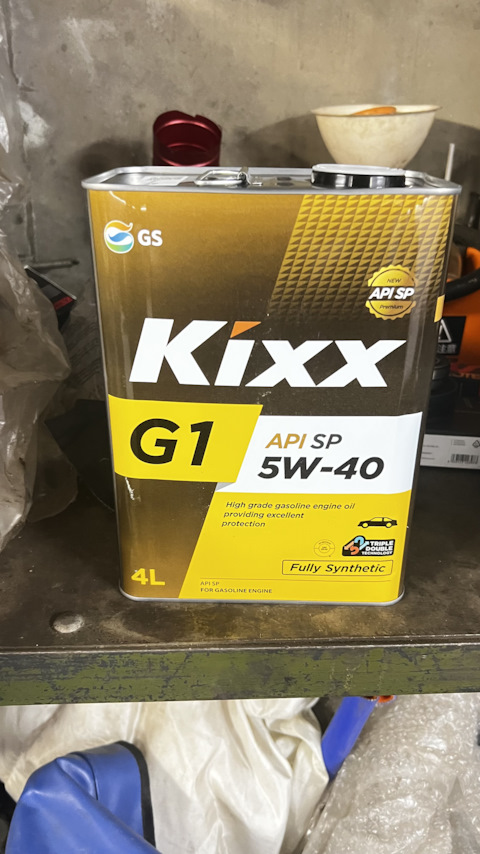 GS
NEW
API SP
Premium
Kixx
G1
API SP
5W-40
High grade gasoline engine oil
providing excellent
protection
TRIPLE
DOUBLE
TECHNOLOGY
Fully Synthetic
4L
API SP
FOR GASOLINE ENGINE